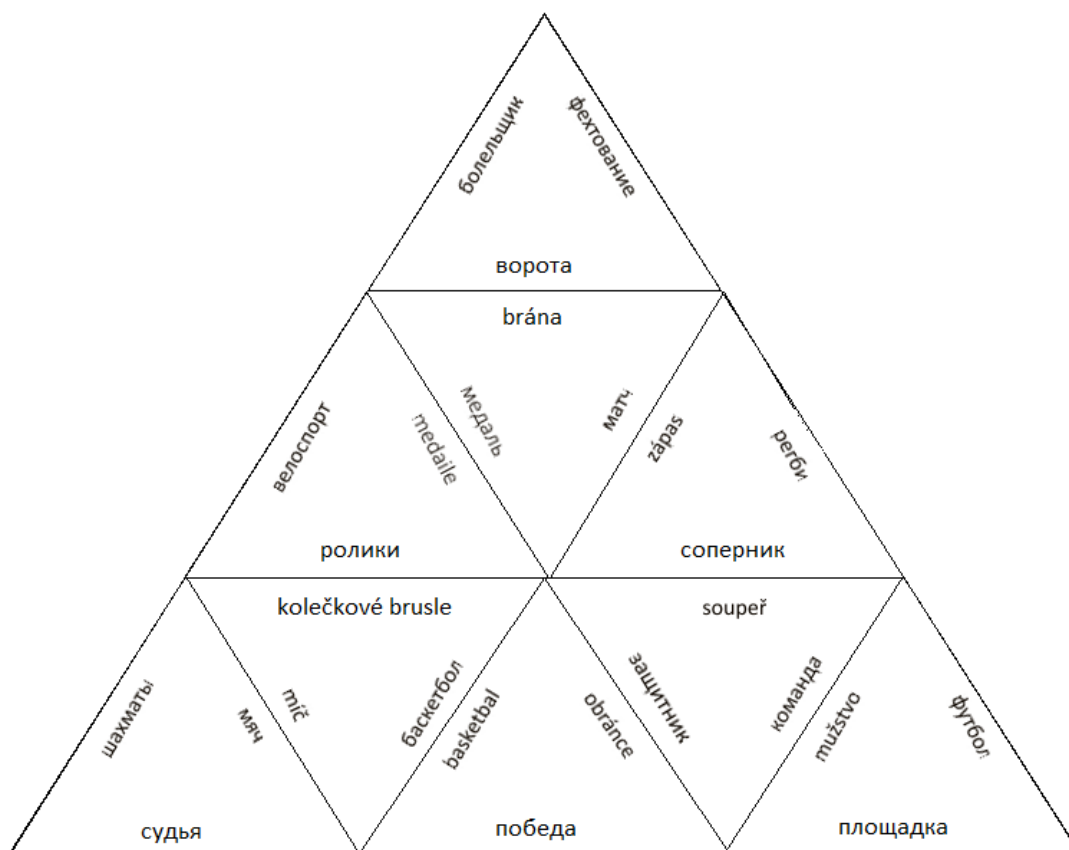 болельщик
фехтование
ворота
brána
велоспорт
medaile
медаль
матч
zápas
регби
ролики
соперник
kolečkové brusle
soupeř
шахматы
мяч
míč
баскетбол
basketbal
obránce
защитник
команда
mužstvo
футбол
судья
победа
площадка